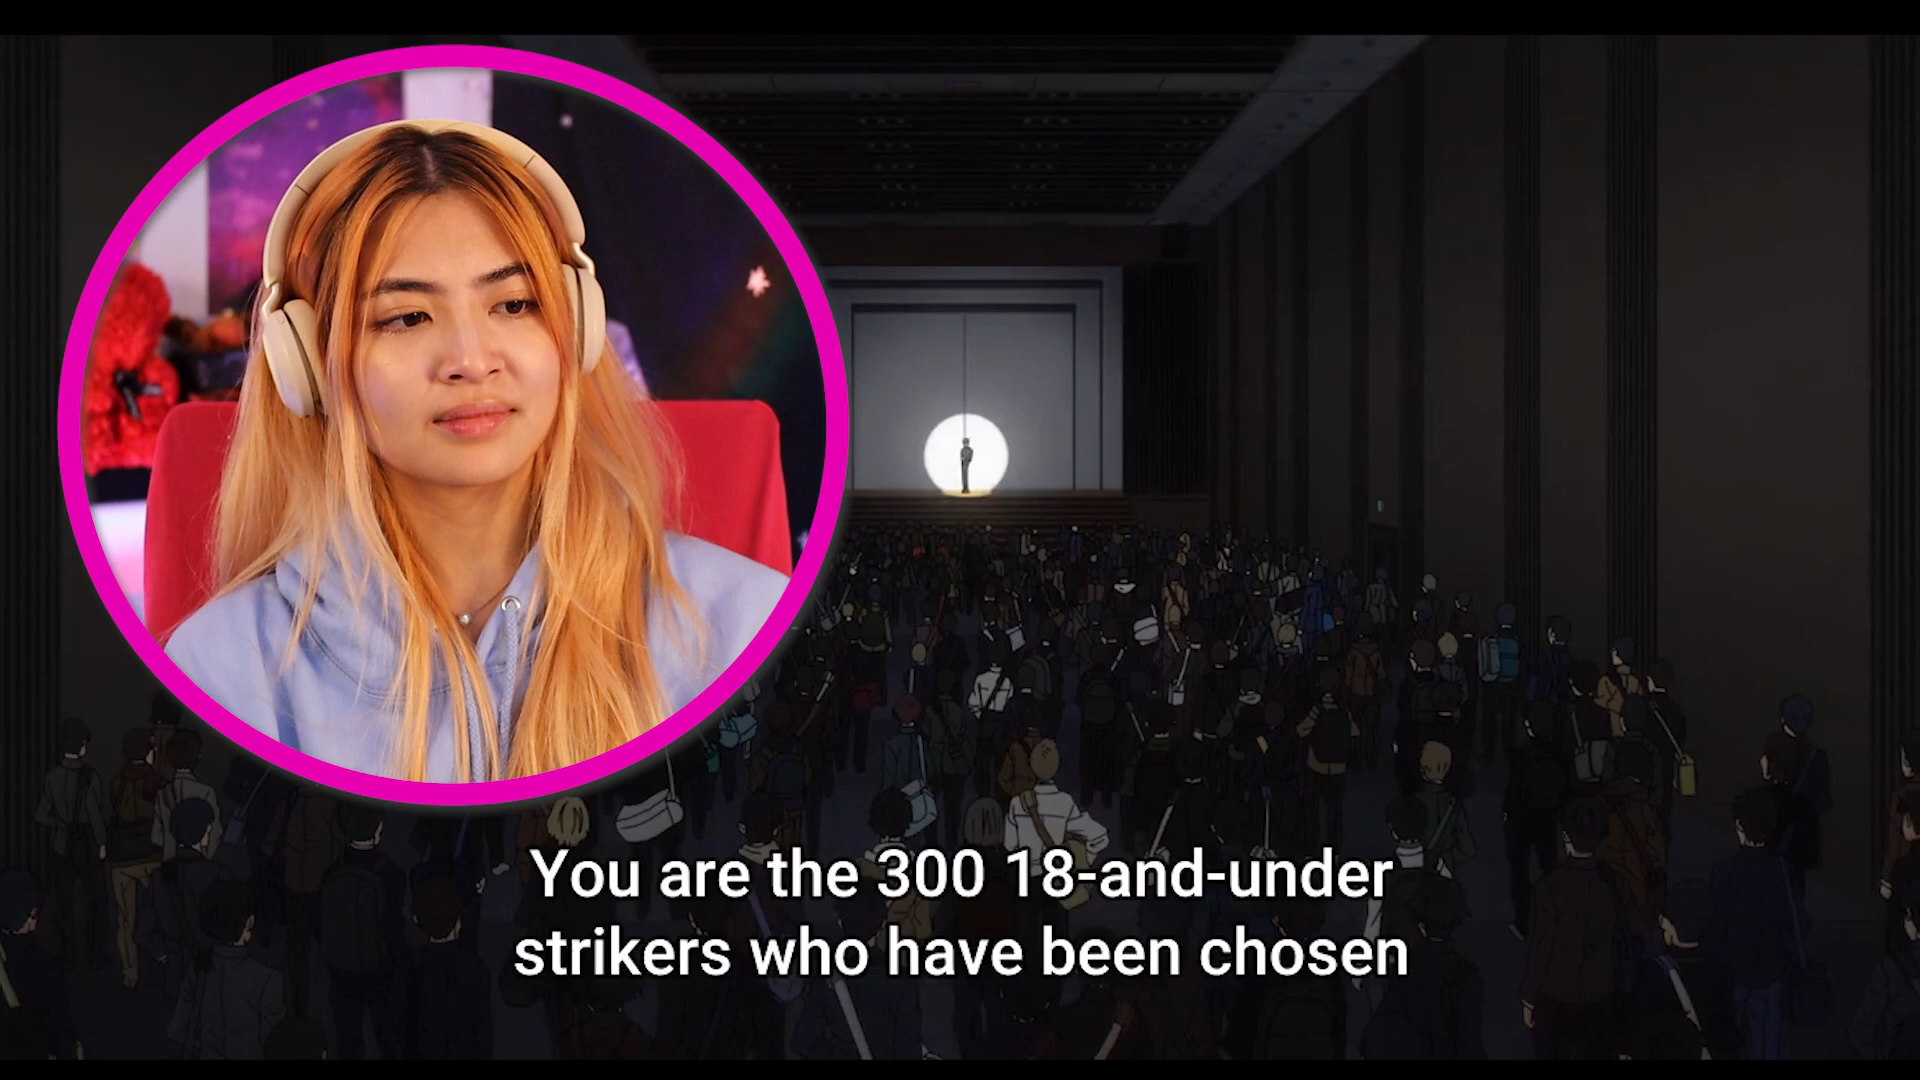 You are the 300 18-and-under
strikers who have been chosen